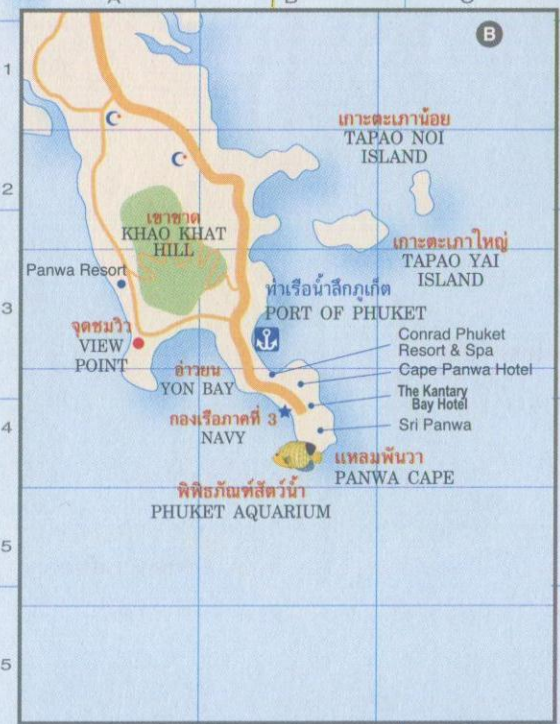 A
B
C
B
1
2
3
4
5
5
เกาะตะเภาน้อย
TAPAO NOI
ISLAND
เขาขาด
KHAO KHAT
HILL
เกาะตะเภาใหญ่
TAPAO YAI
ISLAND
Panwa Resort
ท่าเรือน้ำลึกภูเก็ต
PORT OF PHUKET
จุดชมวิว
VIEW
POINT
Conrad Phuket
Resort & Spa
Cape Panwa Hotel
อ่าวยน
YON BAY
The Kantary
Bay Hotel
กองเรือภาคที่ 3
NAVY
Sri Panwa
แหลมพันวา
PANWA CAPE
พิพิธภัณฑ์สัตว์น้ำ
PHUKET AQUARIUM